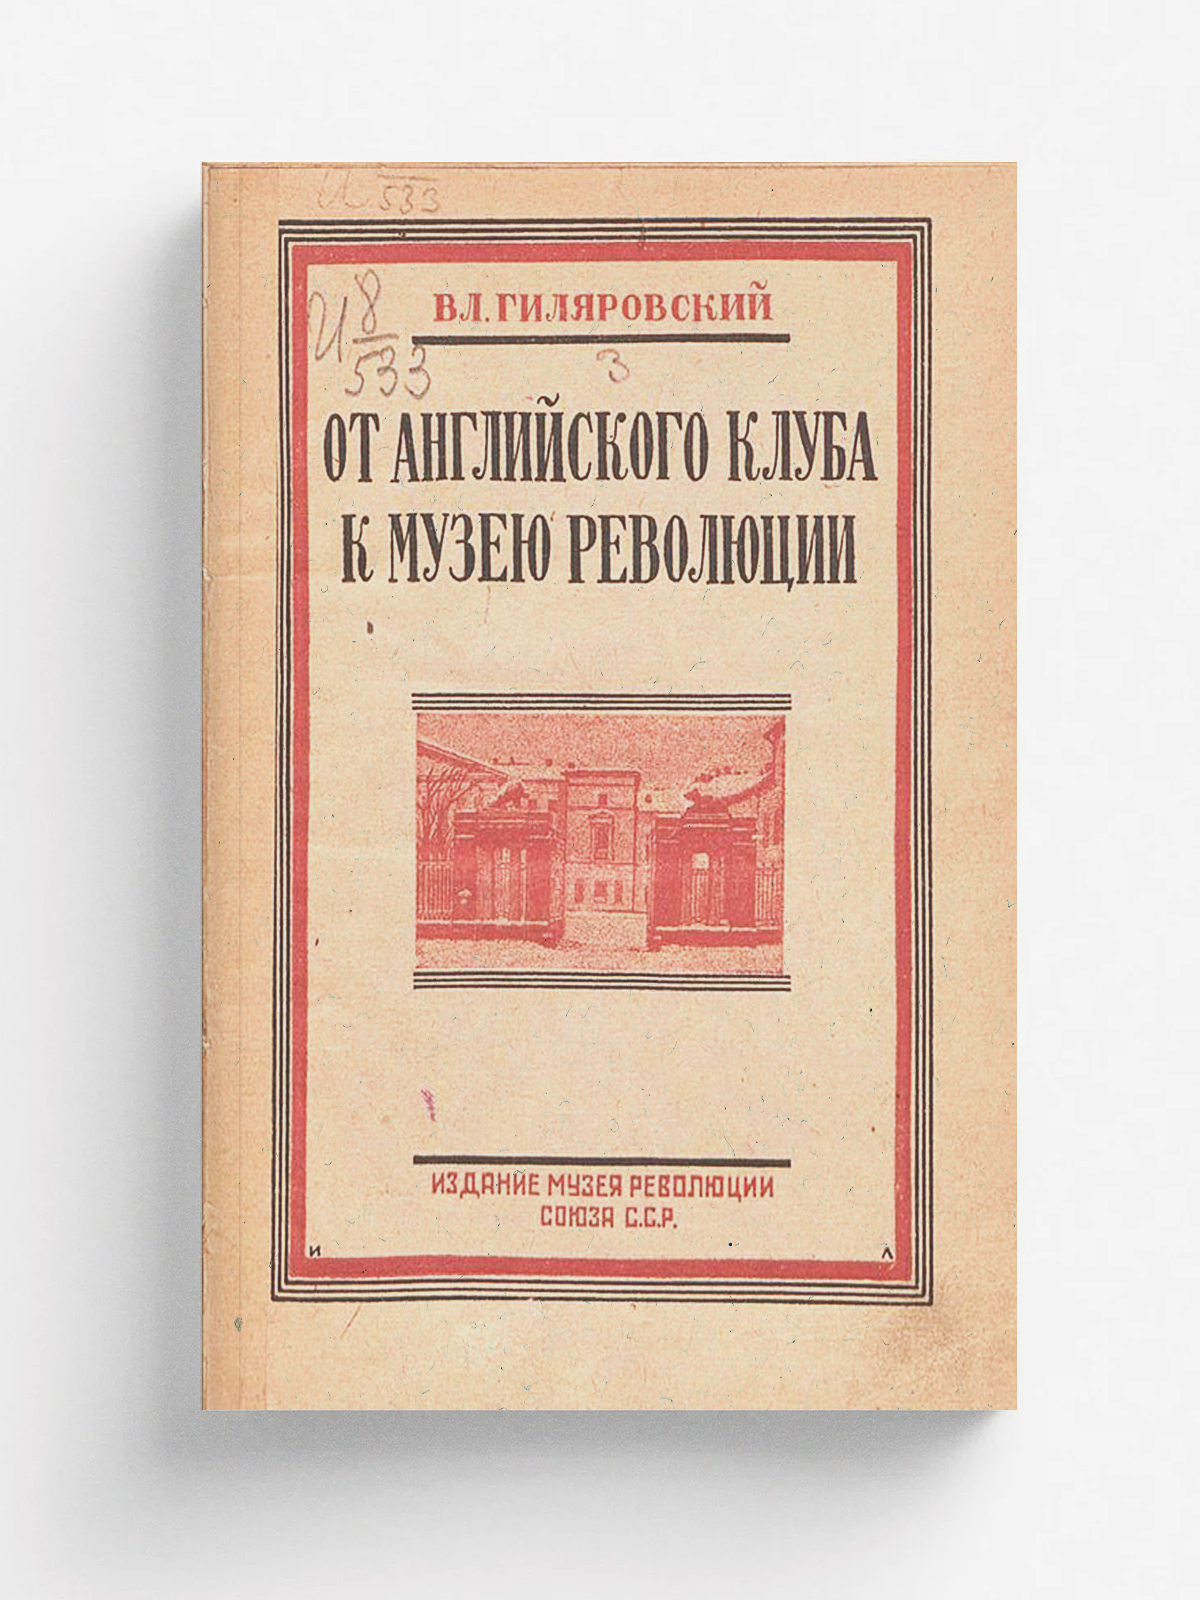 533
ВЛ. ГИЛЯРОВСКИЙ
И 8
533
3
ОТ АНГЛИЙСКОГО КЛУБА
К МУЗЕЮ РЕВОЛЮЦИИ
ИЗДАНИЕ МУЗЕЯ РЕВОЛЮЦИИ
СОЮЗА С.С.Р.
И Л